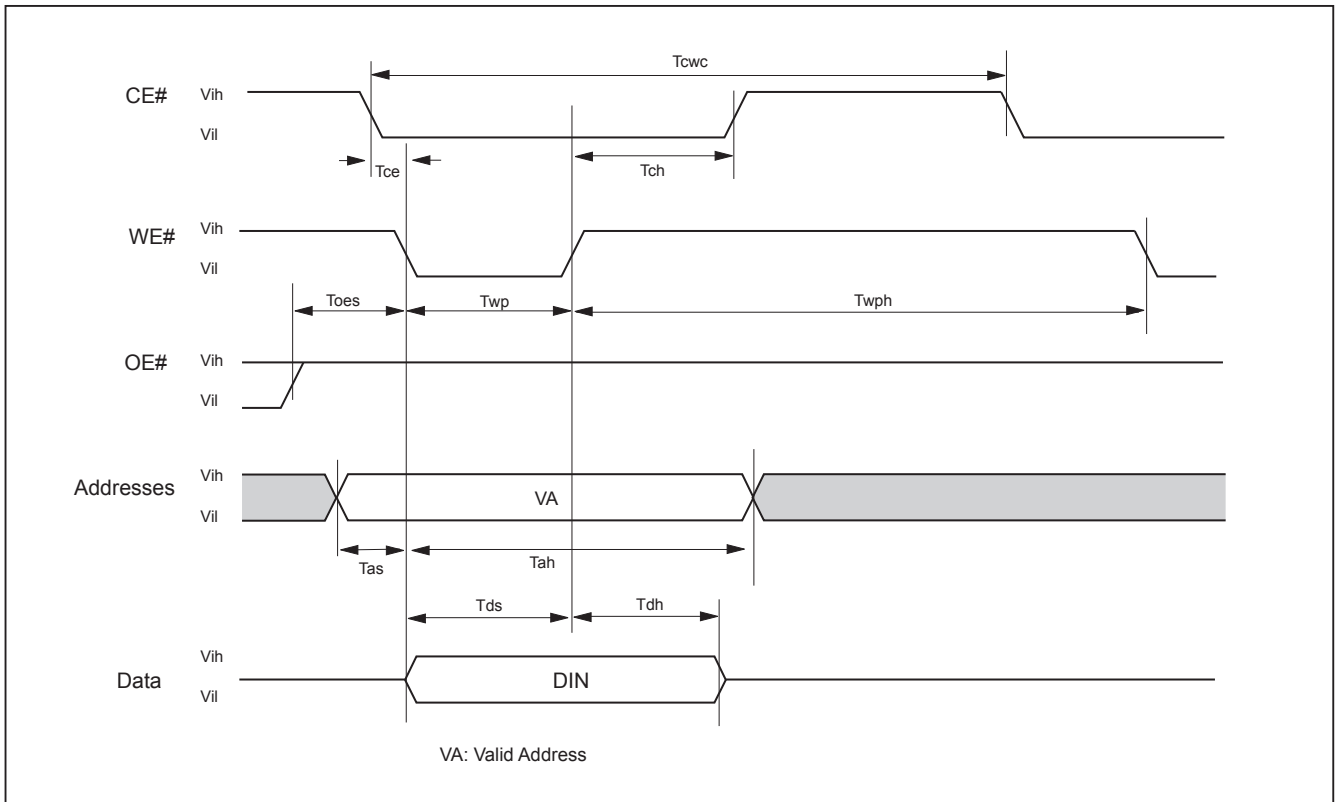 Tcwc
CE#
Vih
Vil
Tce
Tch
WE#
Vih
Vil
Toes
Twp
Twph
OE#
Vih
Vil
Addresses
Vih
Vil
VA
Tas
Tah
Tds
Tdh
Data
Vih
Vil
DIN
VA: Valid Address